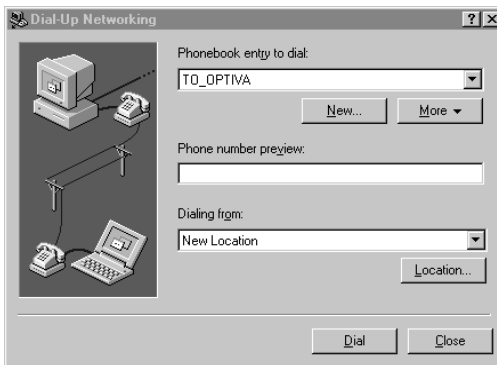 Dial-Up Networking
Phonebook entry to dial:
TO_OPTIVA
New...
More
Phone number preview:
Dialing from:
New Location
Location...
Dial
Close